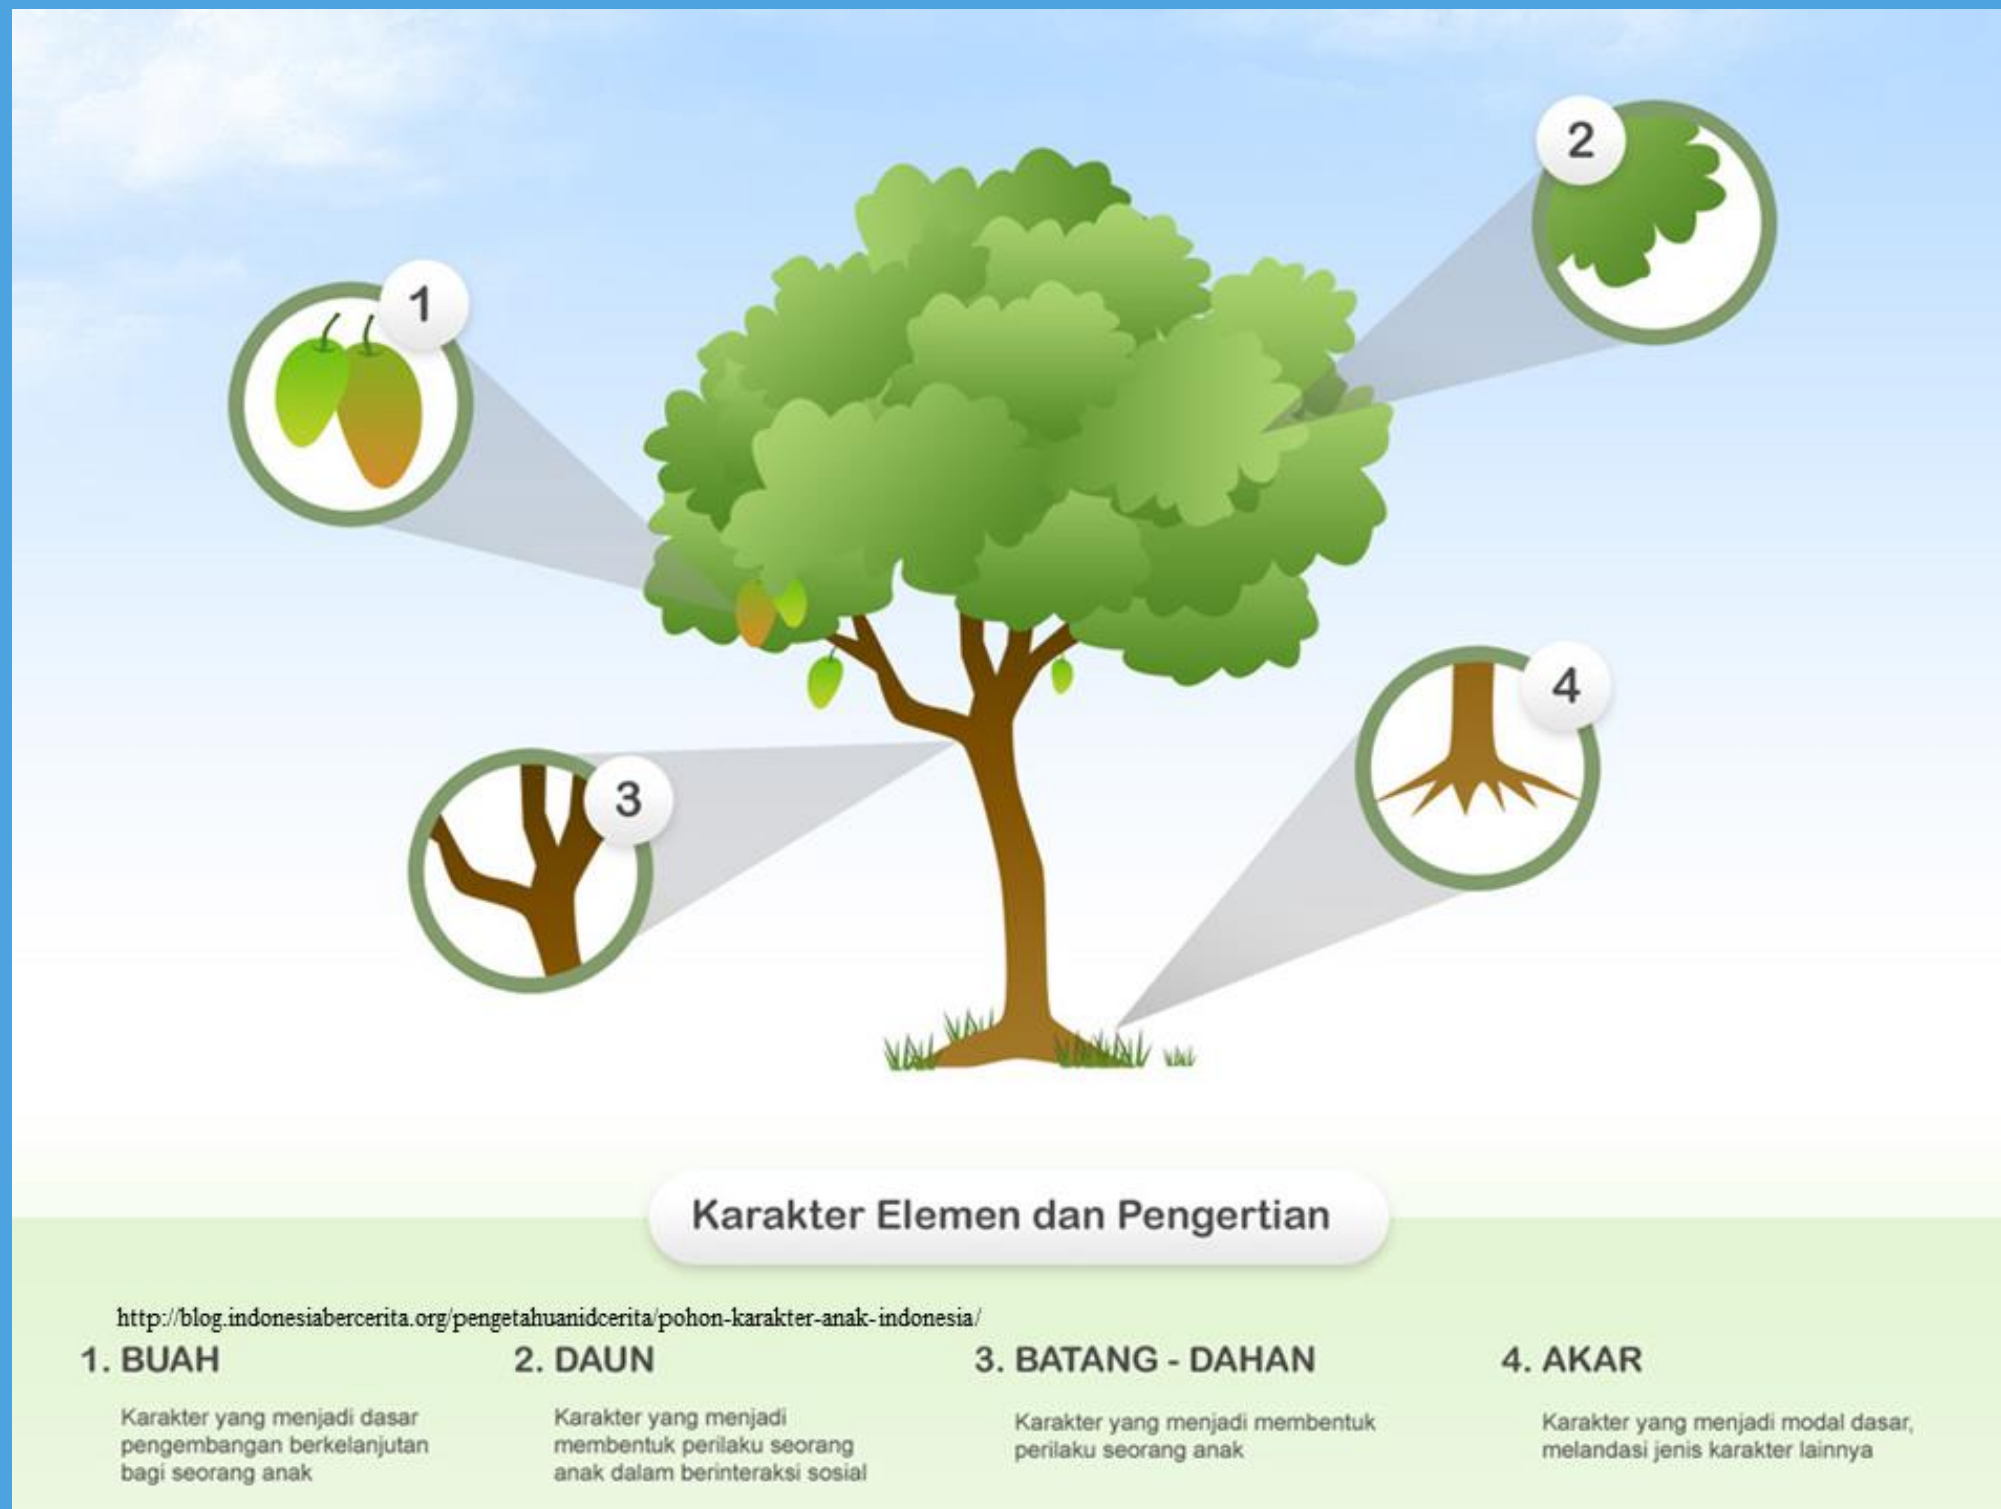 1
2
3
4
Karakter Elemen dan Pengertian
http://blog.indonesiabercerita.org/pengetahuanidcerita/pohon-karakter-anak-indonesia/
1. BUAH
Karakter yang menjadi dasar
pengembangan berkelanjutan
bagi seorang anak
2. DAUN
Karakter yang menjadi
membentuk perilaku seorang
anak dalam berinteraksi sosial
3. BATANG - DAHAN
Karakter yang menjadi membentuk
perilaku seorang anak
4. AKAR
Karakter yang menjadi modal dasar,
melandasi jenis karakter lainnya